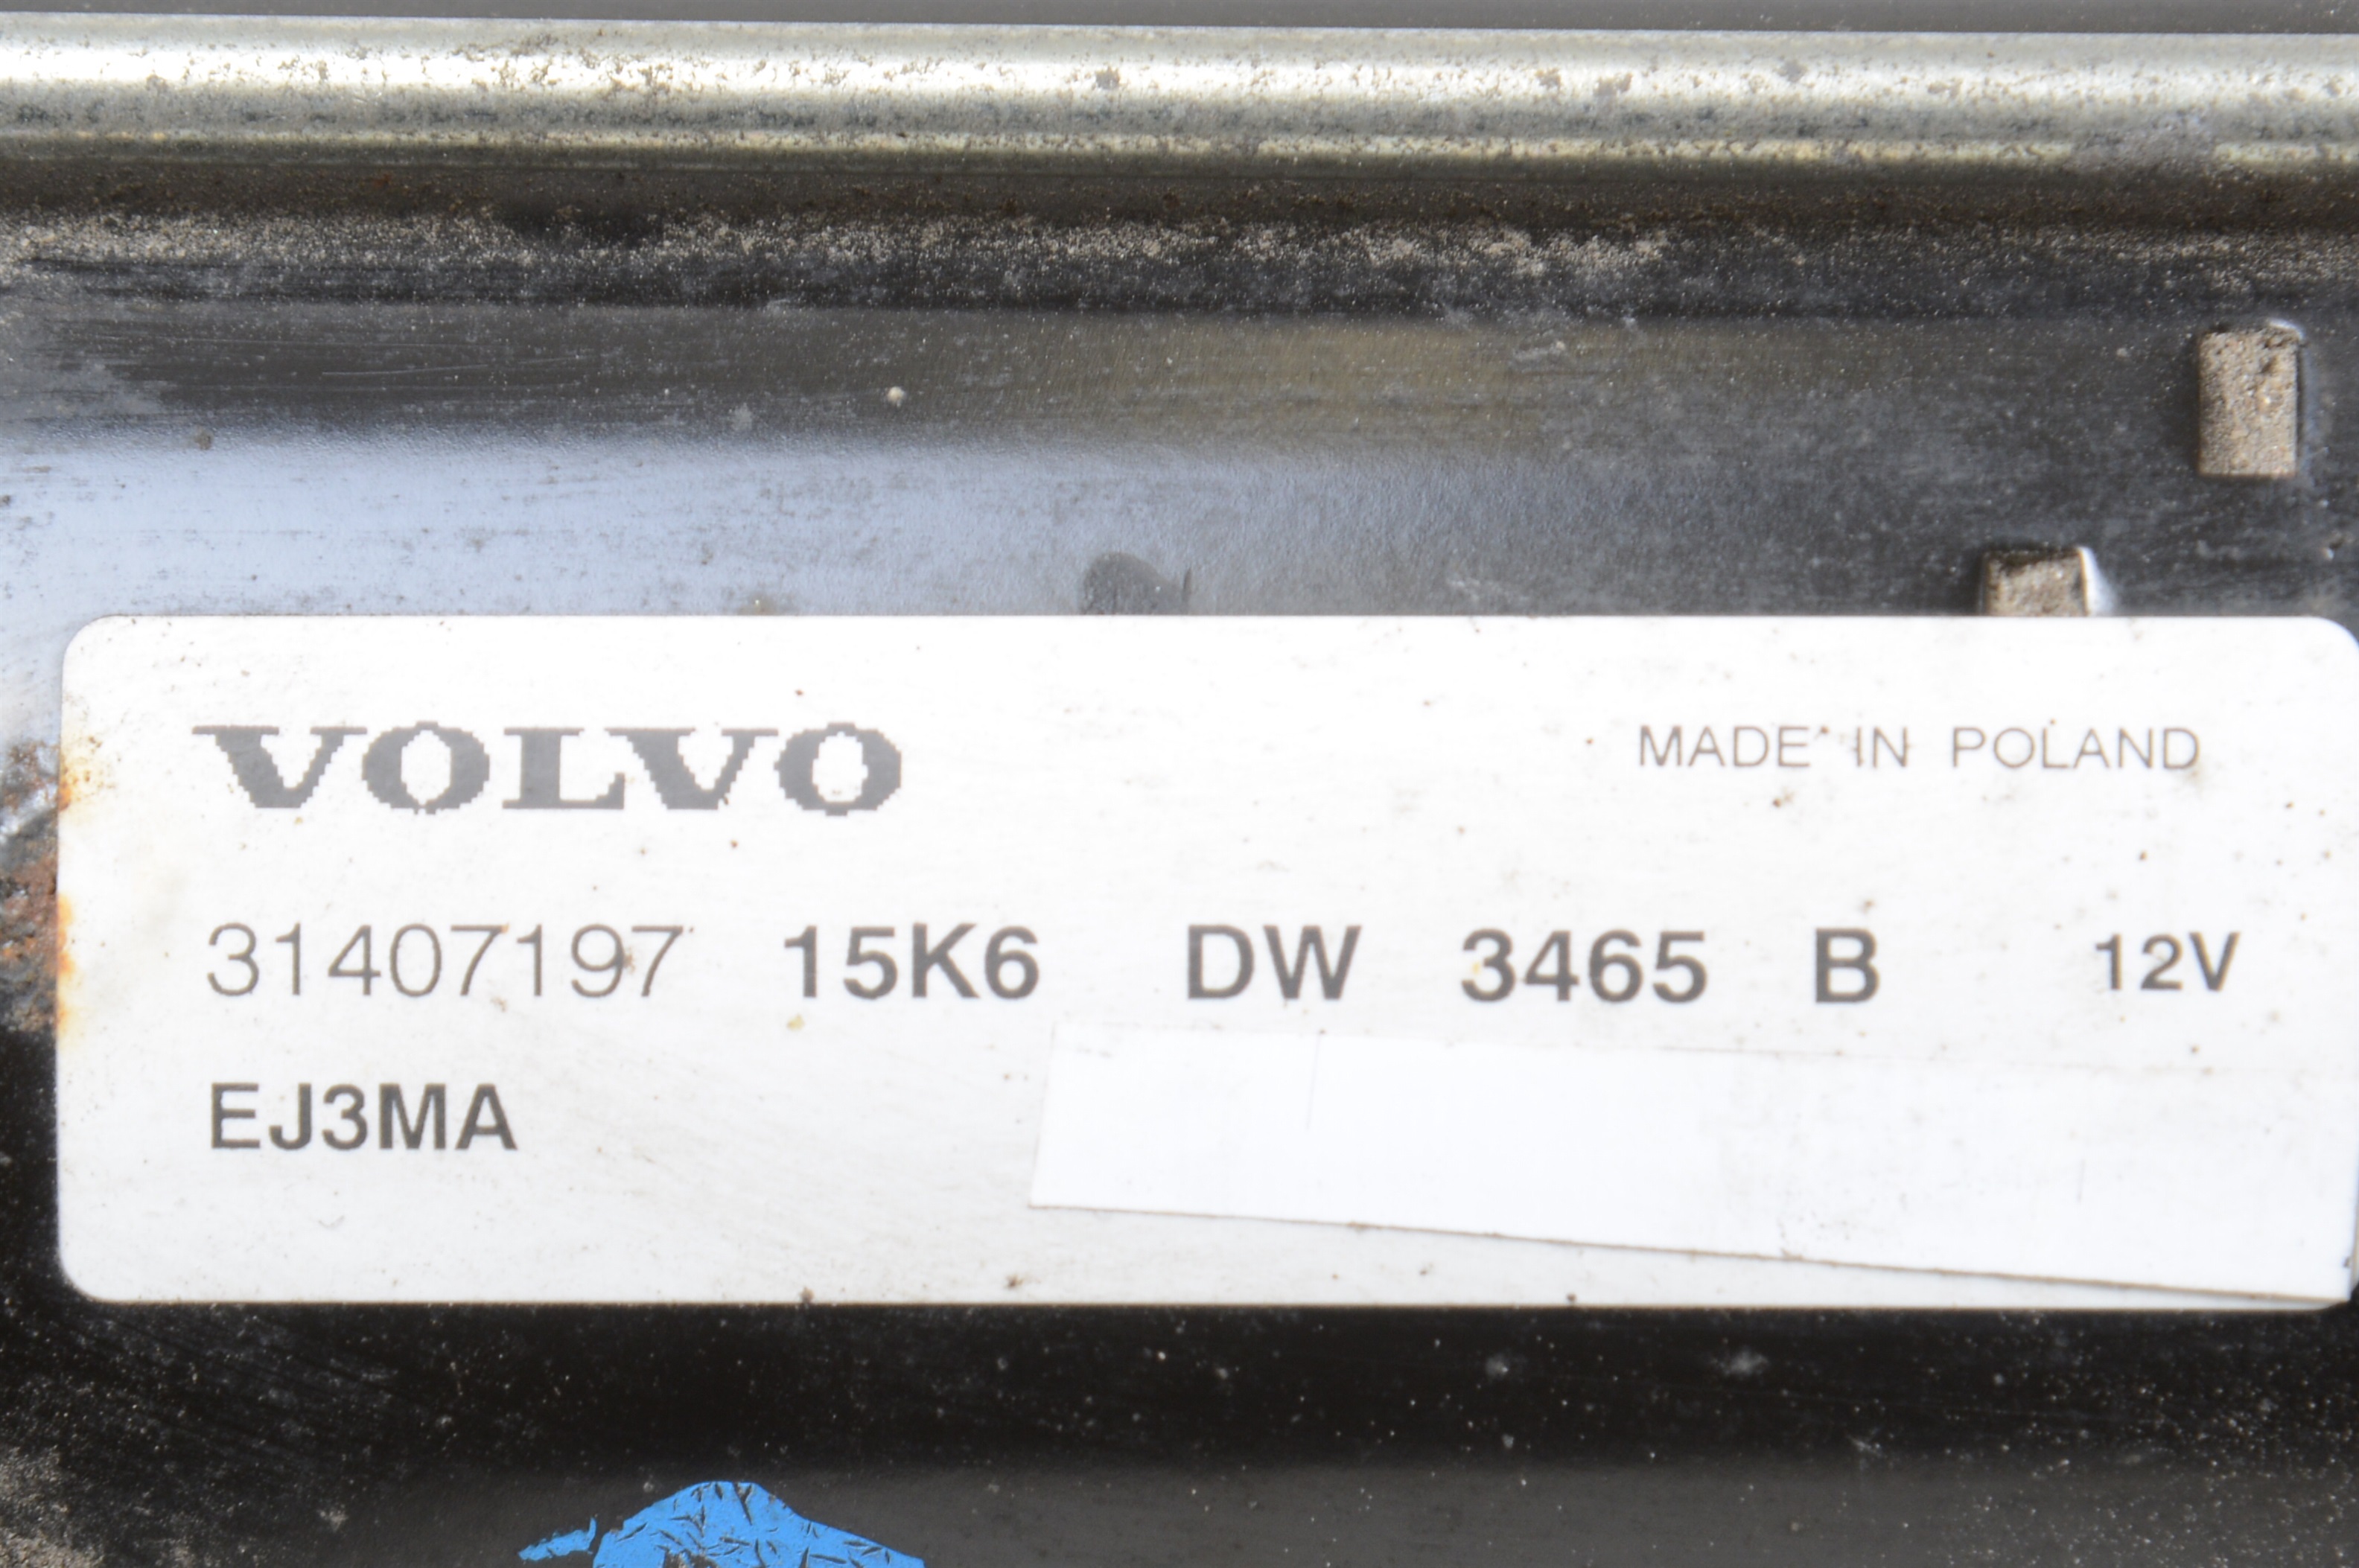 VOLVO MADE IN POLAND
31407197 15K6 DW 3465 B 12V
EJ3MA